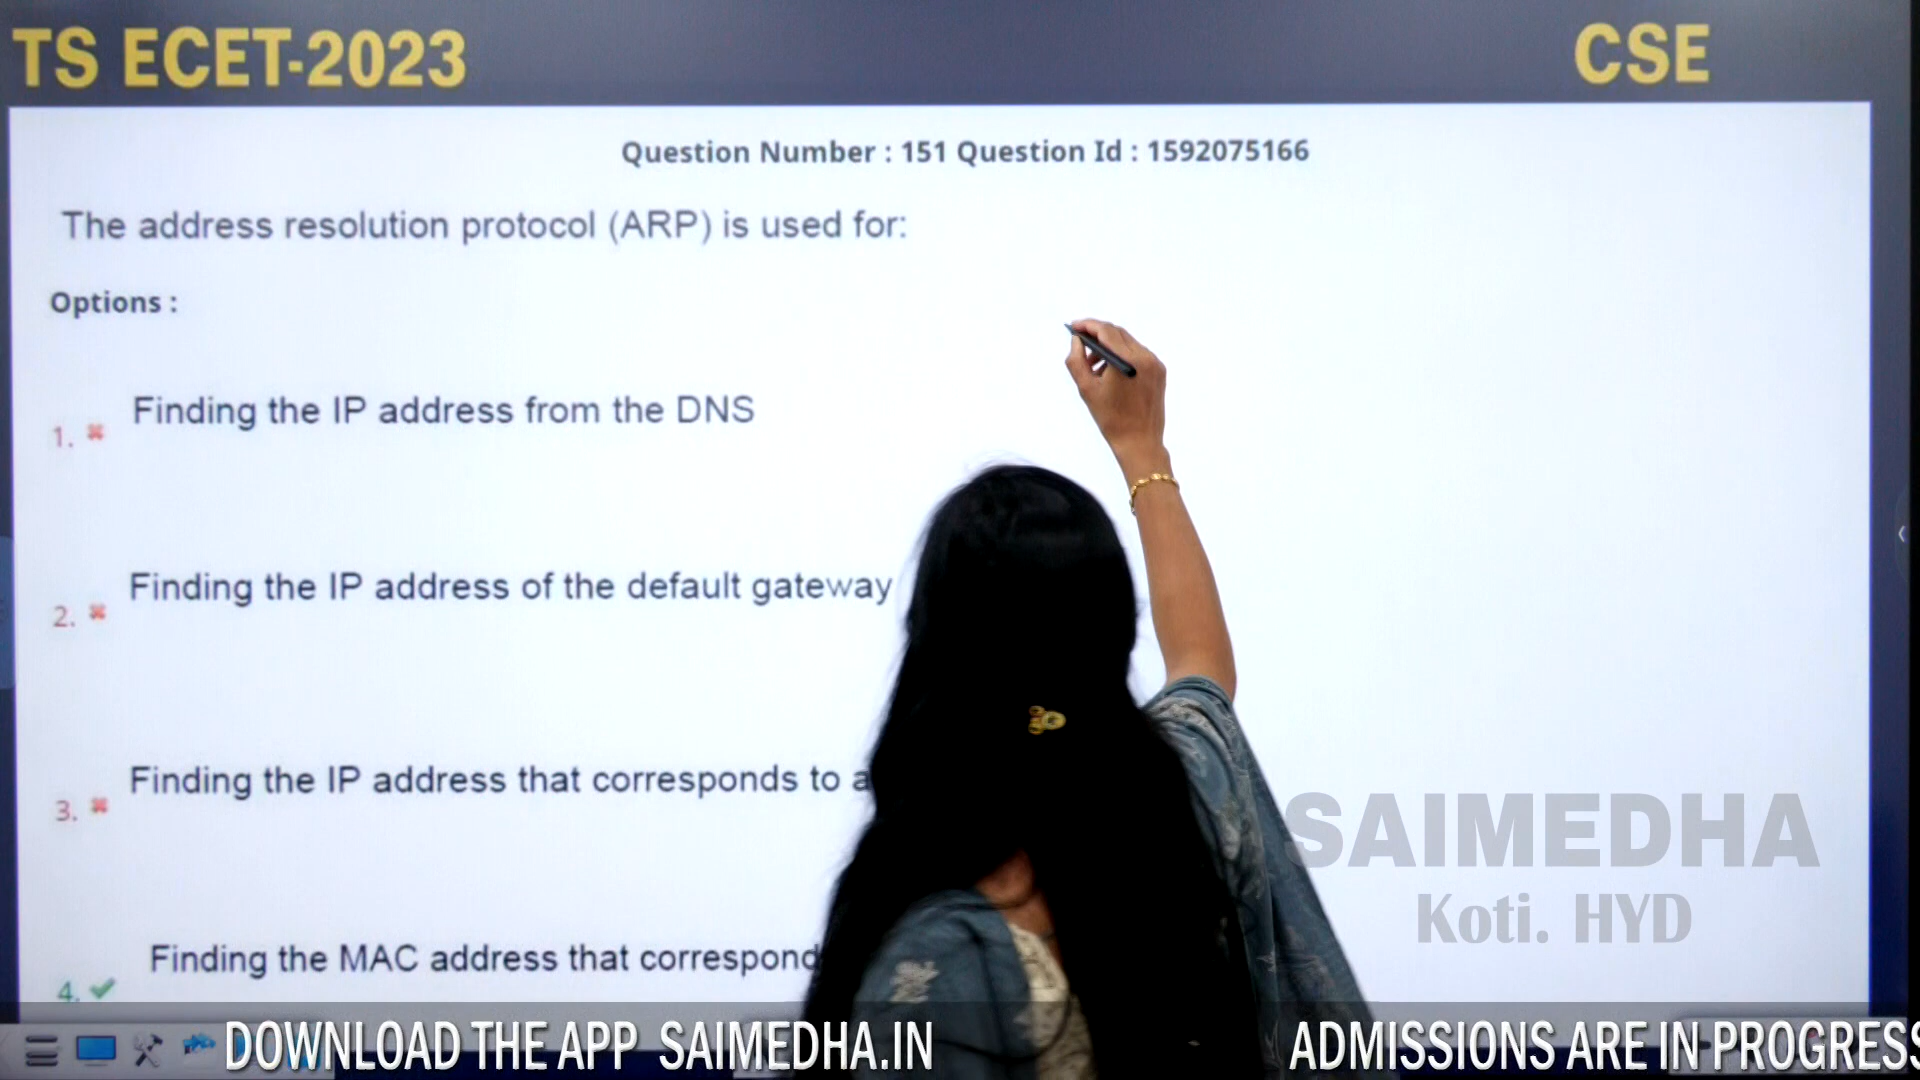 TS ECET-2023
CSE
Question Number : 151 Question Id : 1592075166
The address resolution protocol (ARP) is used for:
Options :
1. Finding the IP address from the DNS
2. Finding the IP address of the default gateway
3. Finding the IP address that corresponds to a
4. Finding the MAC address that correspond
SAIMEDHA
Koti. HYD
DOWNLOAD THE APP SAIMEDHA.IN
ADMISSIONS ARE IN PROGRESS